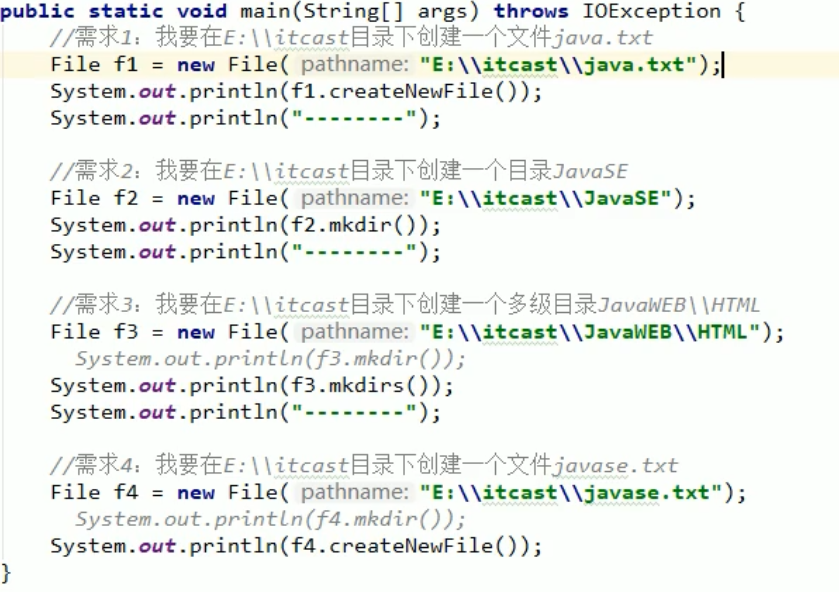 public static void main(String[] args) throws IOException {
//需求1：我要在E:\\itcast目录下创建一个文件java.txt
File f1 = new File( pathname: "E:\\itcast\\java.txt");
System.out.println(f1.createNewFile());
System.out.println("--------");
//需求2：我要在E:\\itcast目录下创建一个目录JavaSE
File f2 = new File( pathname: "E:\\itcast\\JavaSE");
System.out.println(f2.mkdir());
System.out.println("--------");
//需求3：我要在E:\\itcast目录下创建一个多级目录JavaWEB\\HTML
File f3 = new File( pathname: "E:\\itcast\\JavaWEB\\HTML");
System.out.println(f3.mkdir());
System.out.println(f3.mkdirs());
System.out.println("--------");
//需求4：我要在E:\\itcast目录下创建一个文件javase.txt
File f4 = new File( pathname: "E:\\itcast\\javase.txt");
System.out.println(f4.mkdir());
System.out.println(f4.createNewFile());
}